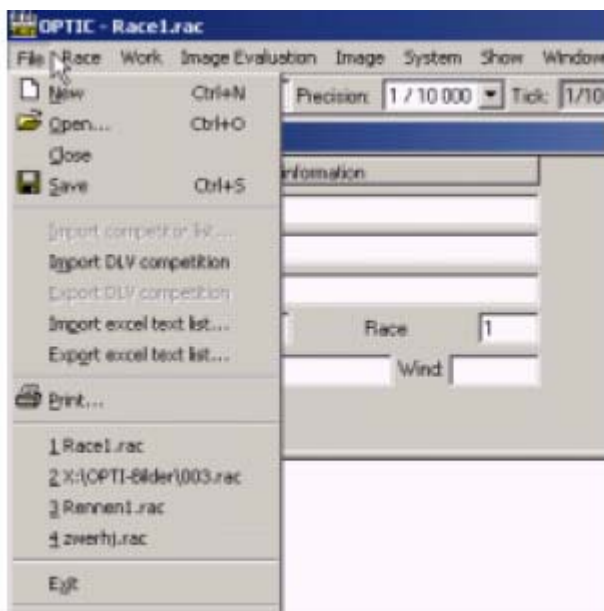 OPTIC - Race1.rac
File Race Work Image Evaluation Image System Show Window
New Ctrl+N
Precision: 1 / 10 000 Tick: 1/10
Open... Ctrl+O
Close
Save Ctrl+S
information
Import competitor list...
Import DLV competition
Export DLV competition
Import excel text list...
Race 1
Export excel text list...
Wind:
Print...
1 Race1.rac
2 X:\OPTI-Bilder\003.rac
3 Rennen1.rac
4 zwerhj.rac
Exit